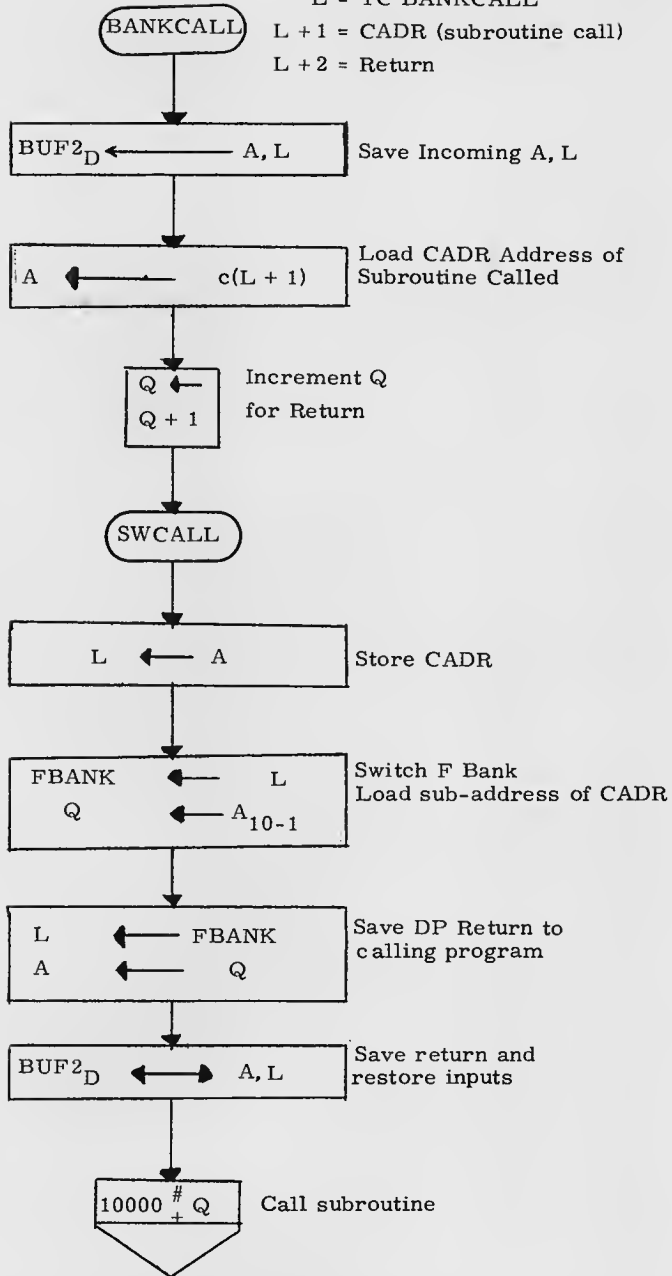 L = TC BANKCALL
BANKCALL
L + 1 = CADR (subroutine call)
L + 2 = Return
BUF2D A, L
Save Incoming A, L
Load CADR Address of
Subroutine Called
A c(L + 1)
Increment Q
for Return
Q
Q + 1
SWCALL
L A
Store CADR
FBANK L
Q A10-1
Switch F Bank
Load sub-address of CADR
L FBANK
A Q
Save DP Return to
calling program
BUF2D A, L
Save return and
restore inputs
#
10000 + Q
Call subroutine